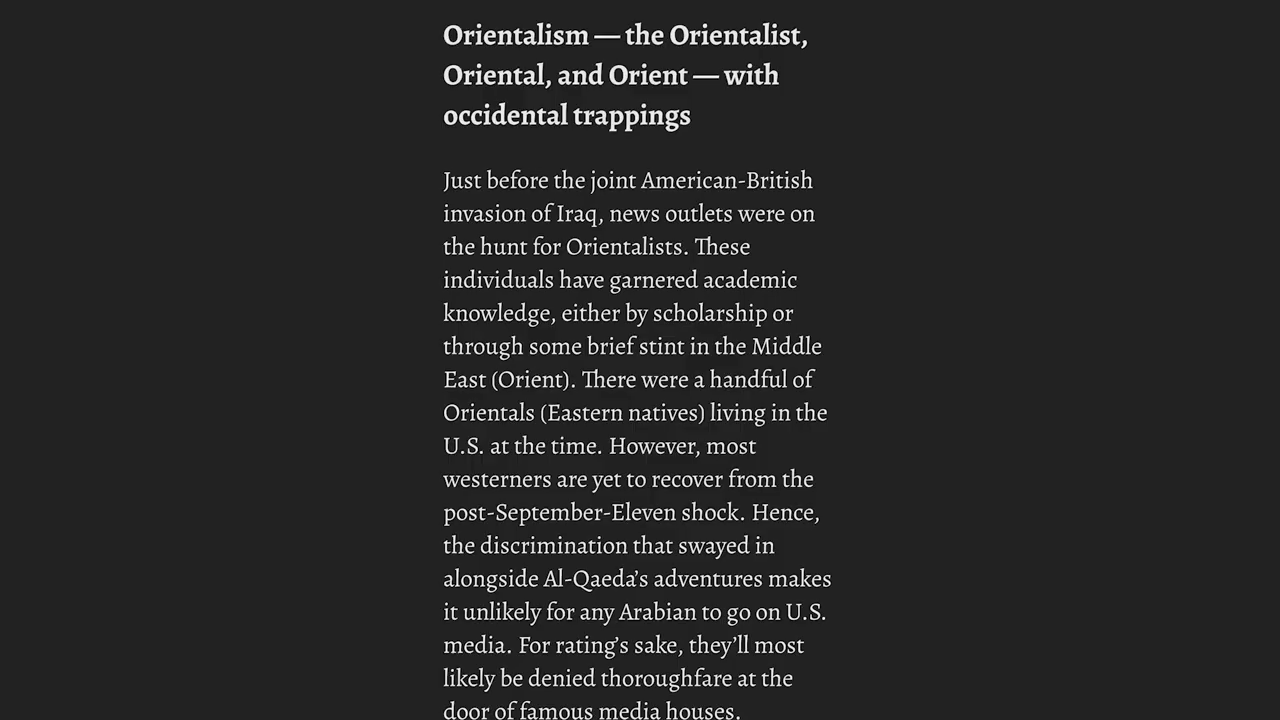 Orientalism — the Orientalist,
Oriental, and Orient — with
occidental trappings
Just before the joint American-British
invasion of Iraq, news outlets were on
the hunt for Orientalists. These
individuals have garnered academic
knowledge, either by scholarship or
through some brief stint in the Middle
East (Orient). There were a handful of
Orientals (Eastern natives) living in the
U.S. at the time. However, most
westerners are yet to recover from the
post-September-Eleven shock. Hence,
the discrimination that swayed in
alongside Al-Qaeda’s adventures makes
it unlikely for any Arabian to go on U.S.
media. For rating’s sake, they’ll most
likely be denied thoroughfare at the
door of famous media houses.